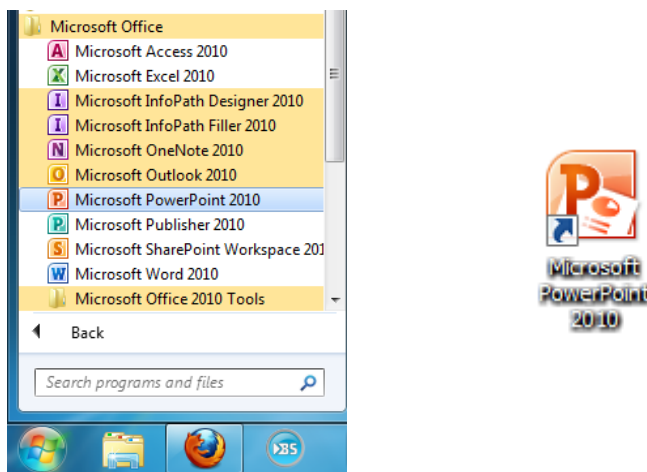 Microsoft Office
Microsoft Access 2010
Microsoft Excel 2010
Microsoft InfoPath Designer 2010
Microsoft InfoPath Filler 2010
Microsoft OneNote 2010
Microsoft Outlook 2010
Microsoft PowerPoint 2010
Microsoft Publisher 2010
Microsoft SharePoint Workspace 201
Microsoft Word 2010
Microsoft Office 2010 Tools
Back
Search programs and files
Microsoft
PowerPoint
2010